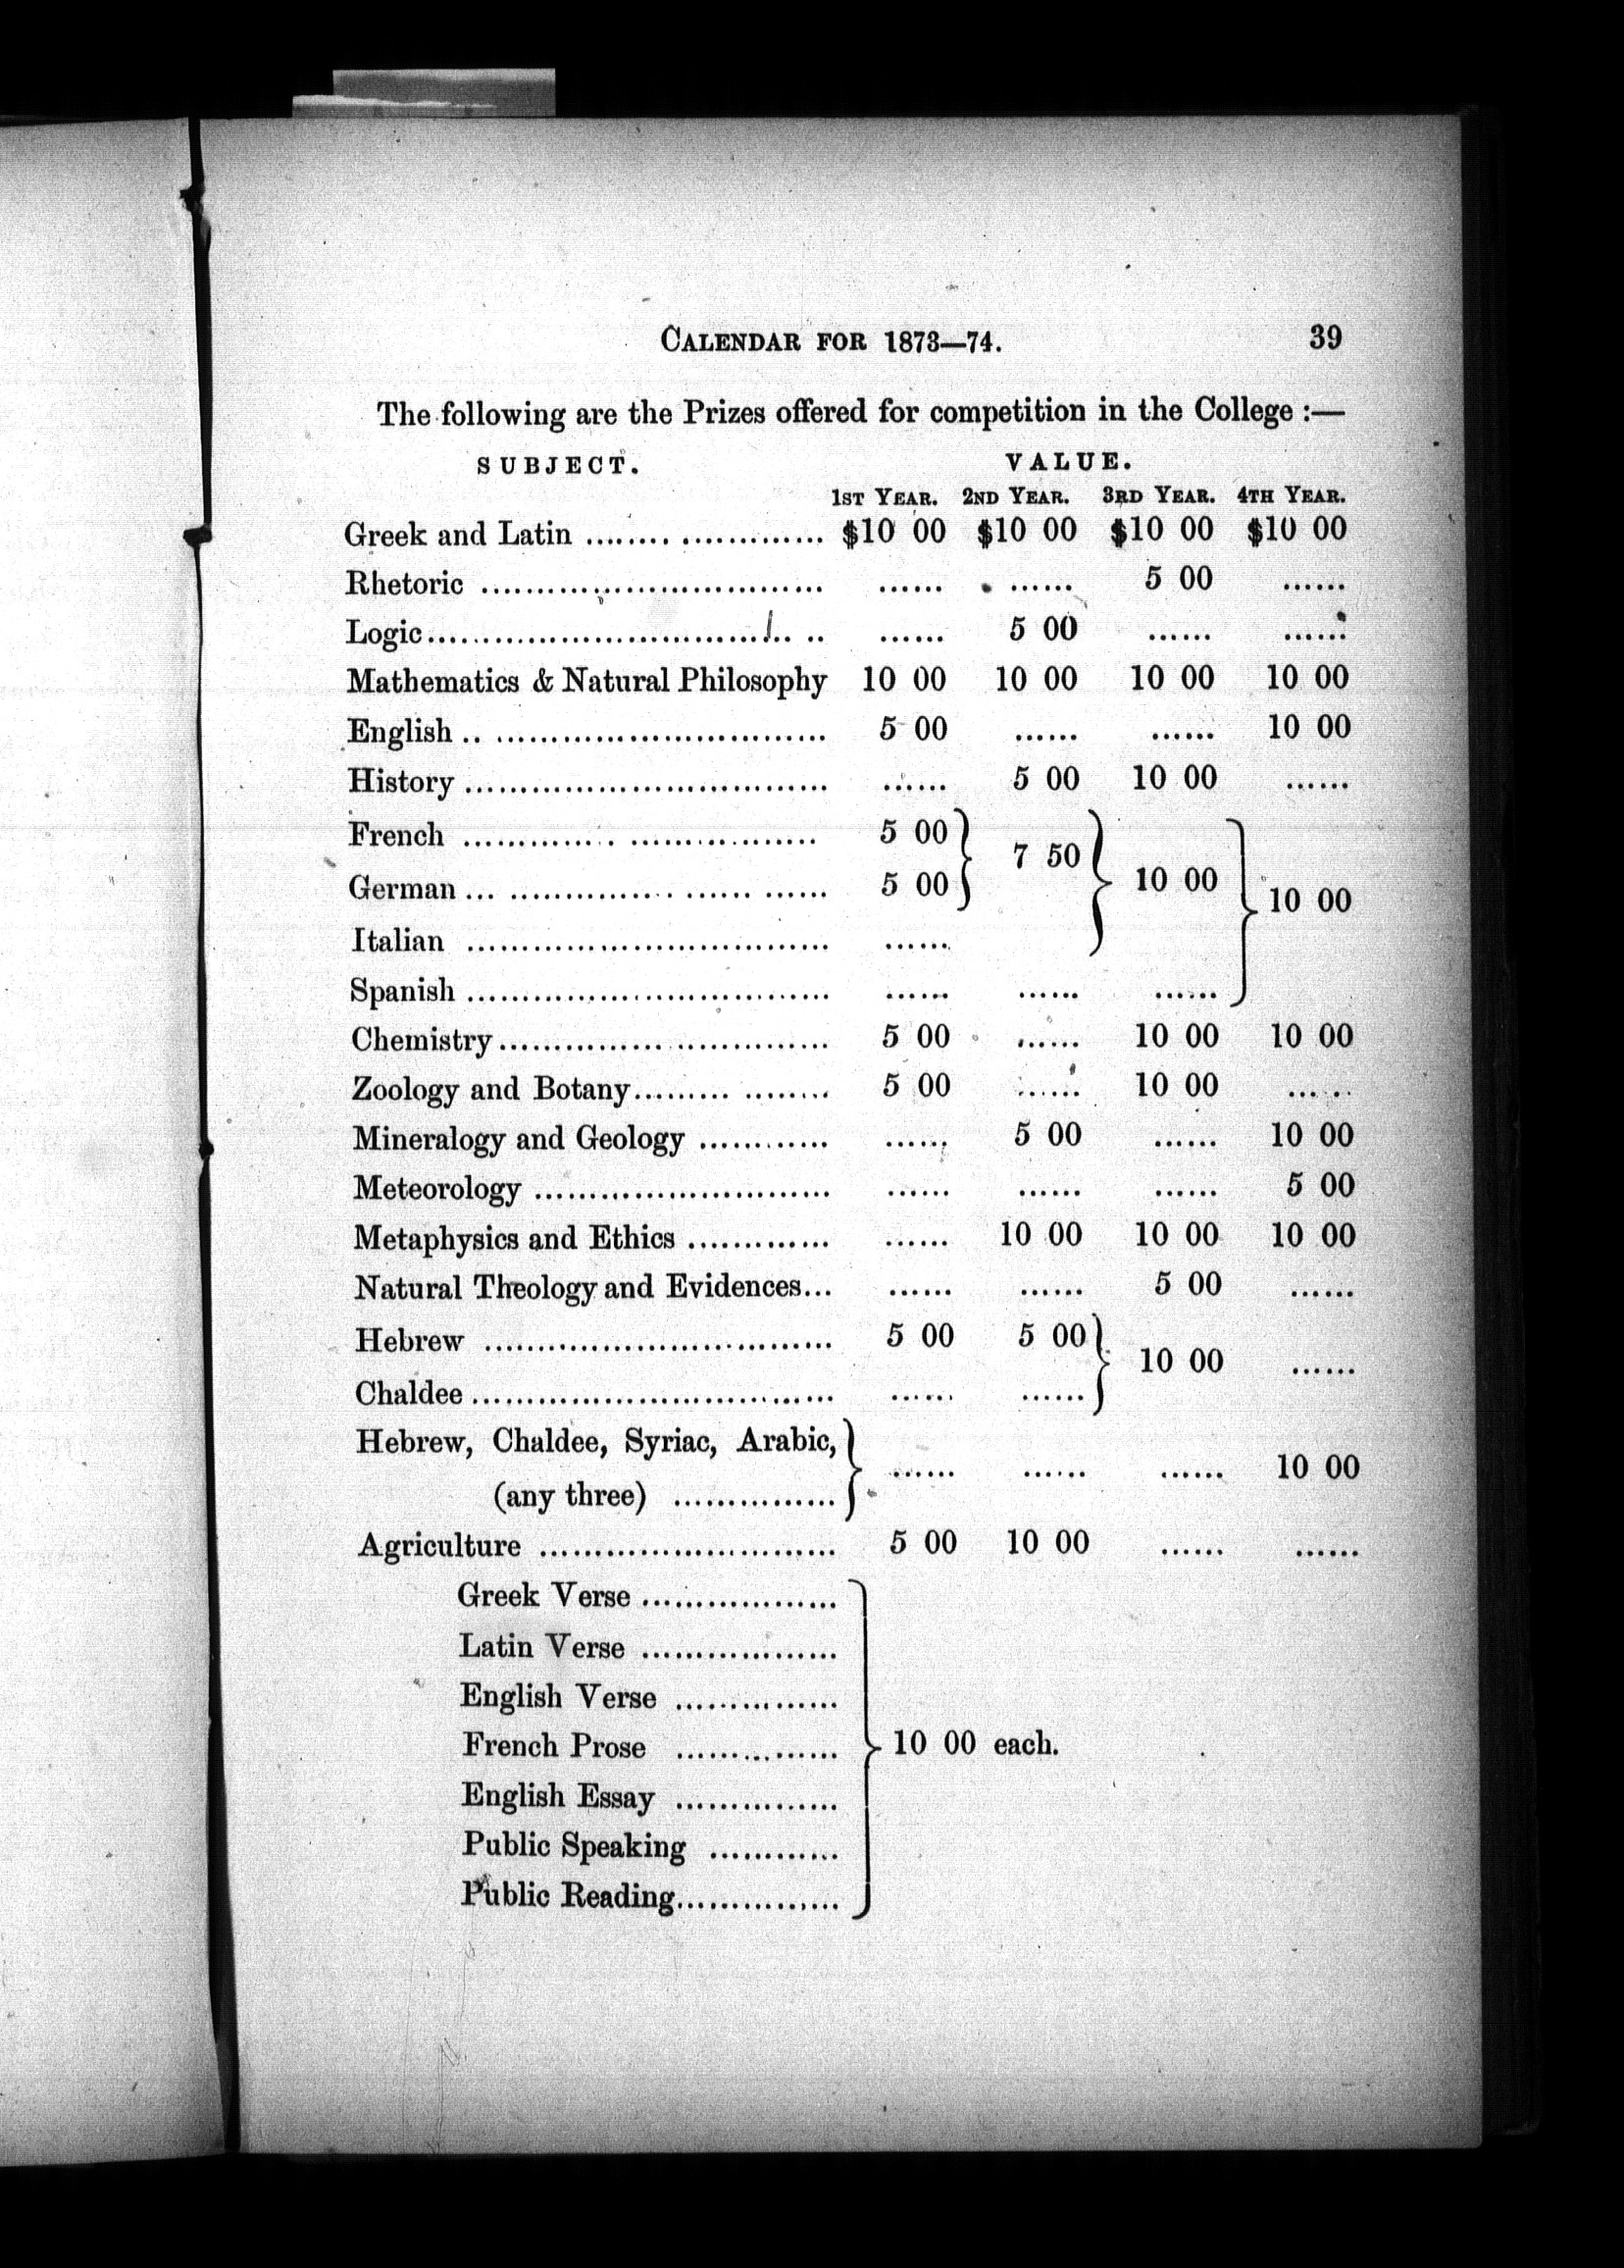 CALENDAR FOR 1873—74. 39
The following are the Prizes offered for competition in the College :—
SUBJECT. VALUE.
1ST YEAR. 2ND YEAR. 3RD YEAR. 4TH YEAR.
Greek and Latin .................... $10 00 $10 00 $10 00 $10 00
Rhetoric .................... ...... ...... 5 00 ......
Logic .................... ...... 5 00 ...... ......
Mathematics & Natural Philosophy 10 00 10 00 10 00 10 00
English .................... 5 00 ...... ...... 10 00
History .................... ...... 5 00 10 00 ......
French .................... 5 00
7 50
German .................... 5 00
10 00
10 00
Italian .................... ......
Spanish .................... ...... ...... ......
Chemistry .................... 5 00 ...... 10 00 10 00
Zoology and Botany .................... 5 00 ...... 10 00 ......
Mineralogy and Geology ............ ...... 5 00 ...... 10 00
Meteorology .................... ...... ...... ...... 5 00
Metaphysics and Ethics ............. ...... 10 00 10 00 10 00
Natural Theology and Evidences... ...... ...... 5 00 ......
Hebrew .................... 5 00 5 00
10 00 ......
Chaldee .................... ...... ......
Hebrew, Chaldee, Syriac, Arabic,
...... ...... ...... 10 00
(any three) ...............
Agriculture .................... 5 00 10 00 ...... ......
Greek Verse ..................
Latin Verse ..................
English Verse ...............
French Prose ............... 10 00 each.
English Essay ...............
Public Speaking ............
Public Reading ...............